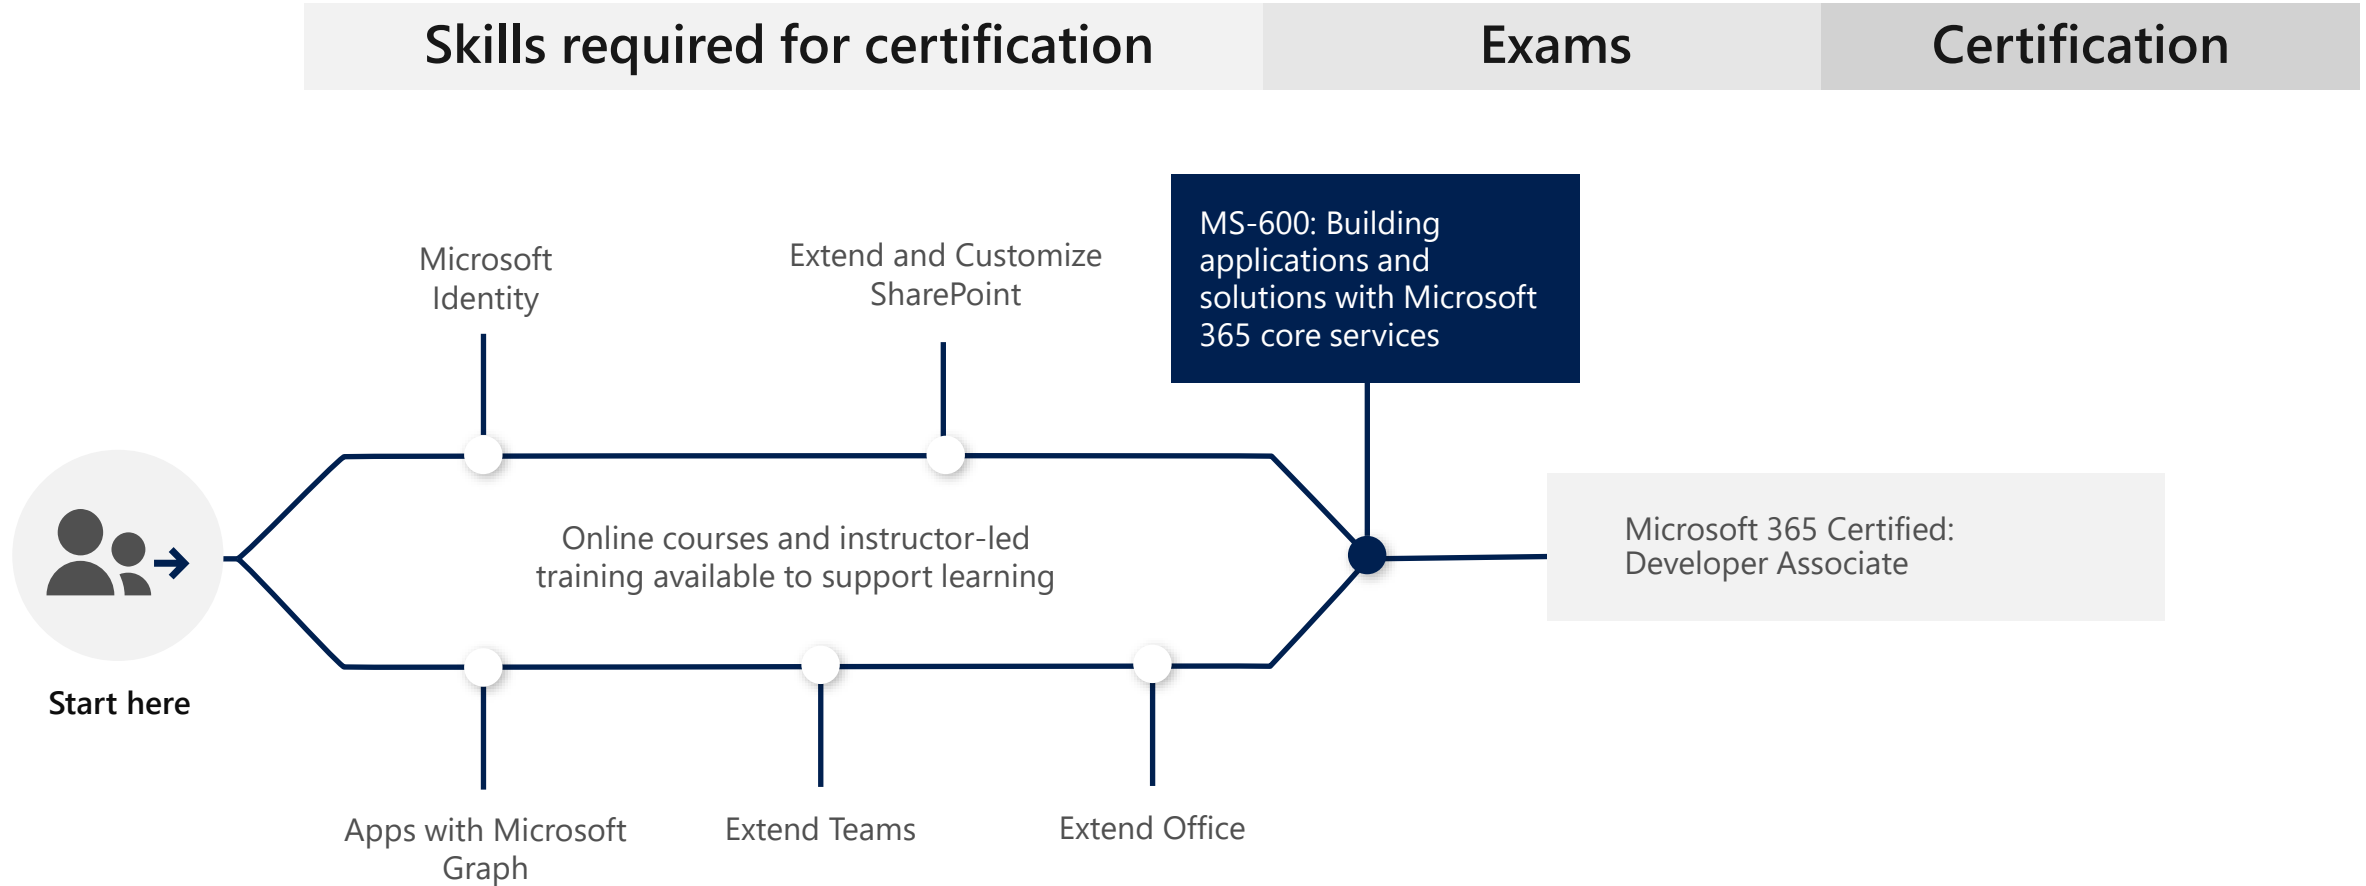 Skills required for certification
Exams
Certification
Microsoft
Identity
Extend and Customize
SharePoint
MS-600: Building
applications and
solutions with Microsoft
365 core services
Online courses and instructor-led
training available to support learning
Microsoft 365 Certified:
Developer Associate
Start here
Apps with Microsoft
Graph
Extend Teams
Extend Office